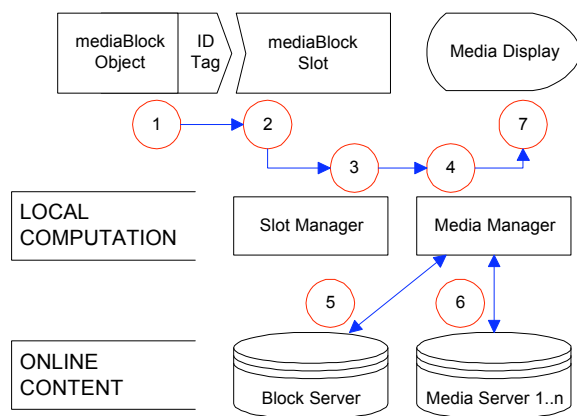 mediaBlock
Object
ID
Tag
mediaBlock
Slot
Media Display
1
2
7
3
4
LOCAL
COMPUTATION
Slot Manager
Media Manager
5
6
ONLINE
CONTENT
Block Server
Media Server 1..n